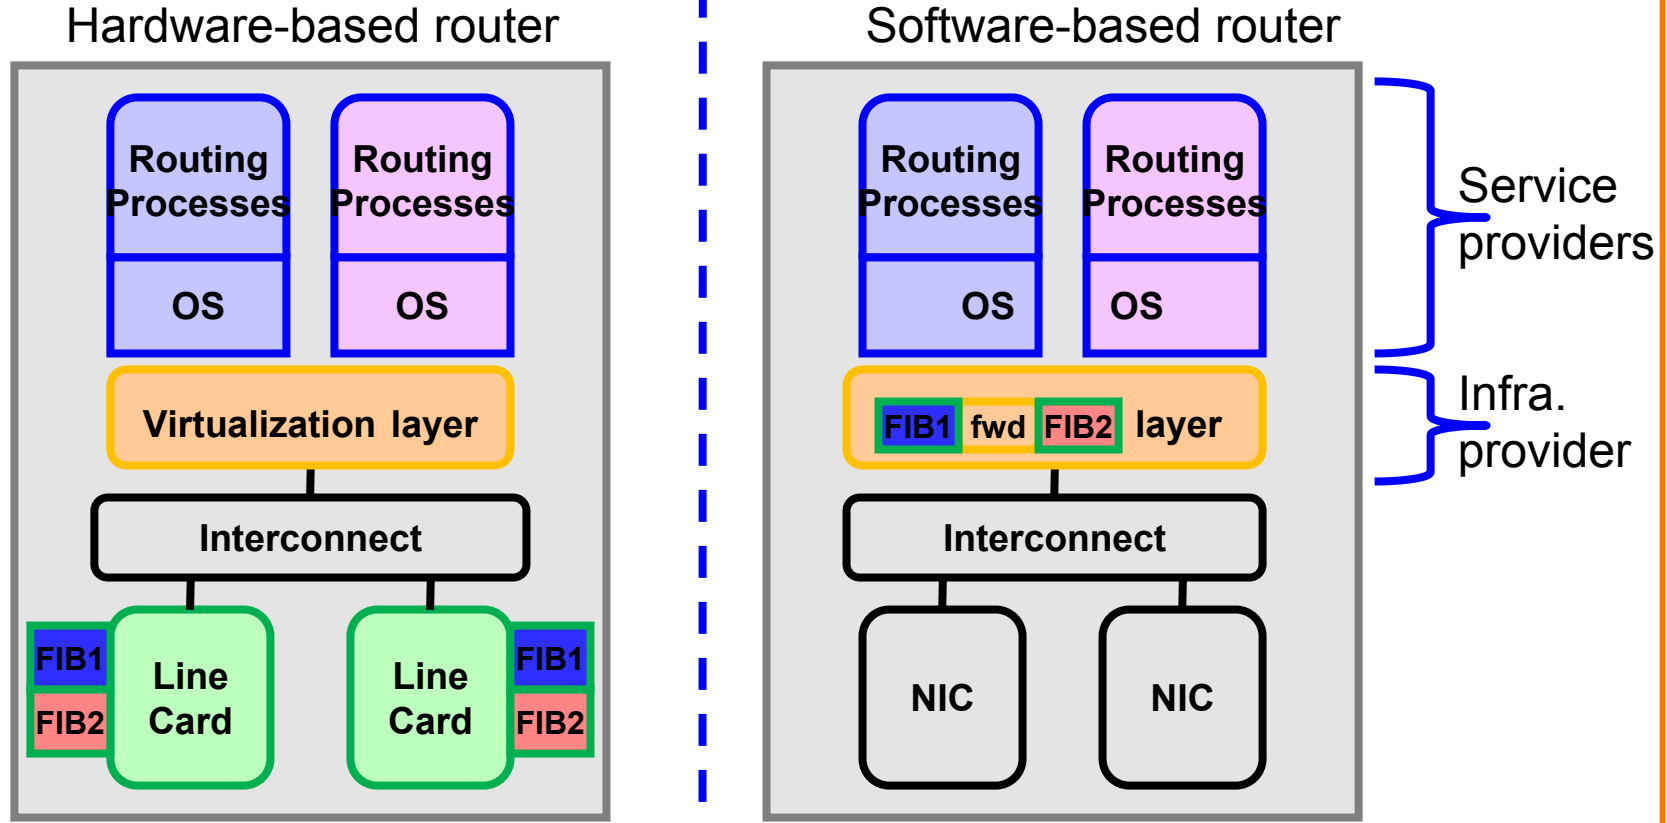 Hardware-based router
Software-based router
Routing
Processes
Routing
Processes
OS
OS
Virtualization layer
Interconnect
FIB1
FIB2
Line
Card
Line
Card
FIB1
FIB2
Routing
Processes
Routing
Processes
OS
OS
FIB1 fwd FIB2 layer
Interconnect
NIC
NIC
Service
providers
Infra.
provider